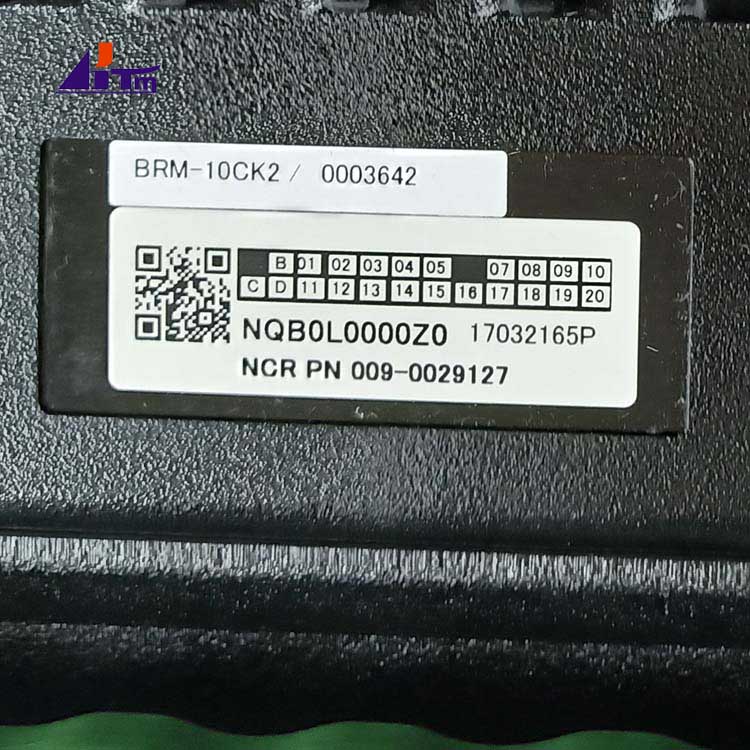 BRM-10CK2 / 0003642
B 01 02 03 04 05 07 08 09 10
C D 11 12 13 14 15 16 17 18 19 20
NQB0L0000Z0 17032165P
NCR PN 009-0029127